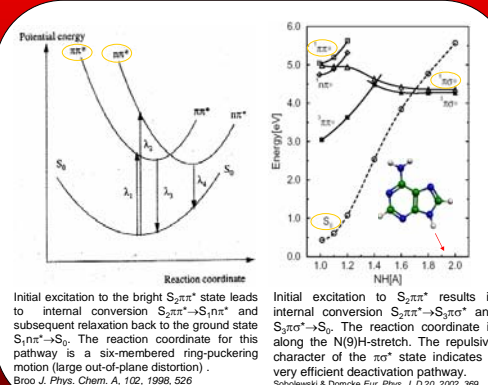 Potential energy
ππ*
nπ*
ππ*
nπ*
S₀
S₀
λ₁
λ₂
λ₃
λ₄
Reaction coordinate
Initial excitation to the bright S₂ππ* state leads
to internal conversion S₂ππ*→S₁nπ* and
subsequent relaxation back to the ground state
S₁nπ*→S₀. The reaction coordinate for this
pathway is a six-membered ring-puckering
motion (large out-of-plane distortion) .
Broo J. Phys. Chem. A, 102, 1998, 526
Energy[eV]
6.0
5.0
4.0
3.0
2.0
1.0
0.0
¹ππ*
¹nπ*
³ππ*
¹πσ*
³πσ*
S₀
1.0 1.2 1.4 1.6 1.8 2.0
NH[A]
Initial excitation to S₂ππ* results i
internal conversion S₂ππ*→S₃πσ* an
S₃πσ*→S₀. The reaction coordinate i
along the N(9)H-stretch. The repulsiv
character of the πσ* state indicates
very efficient deactivation pathway.
Sobolewski & Domcke Eur. Phys. J. D 20, 2002, 369